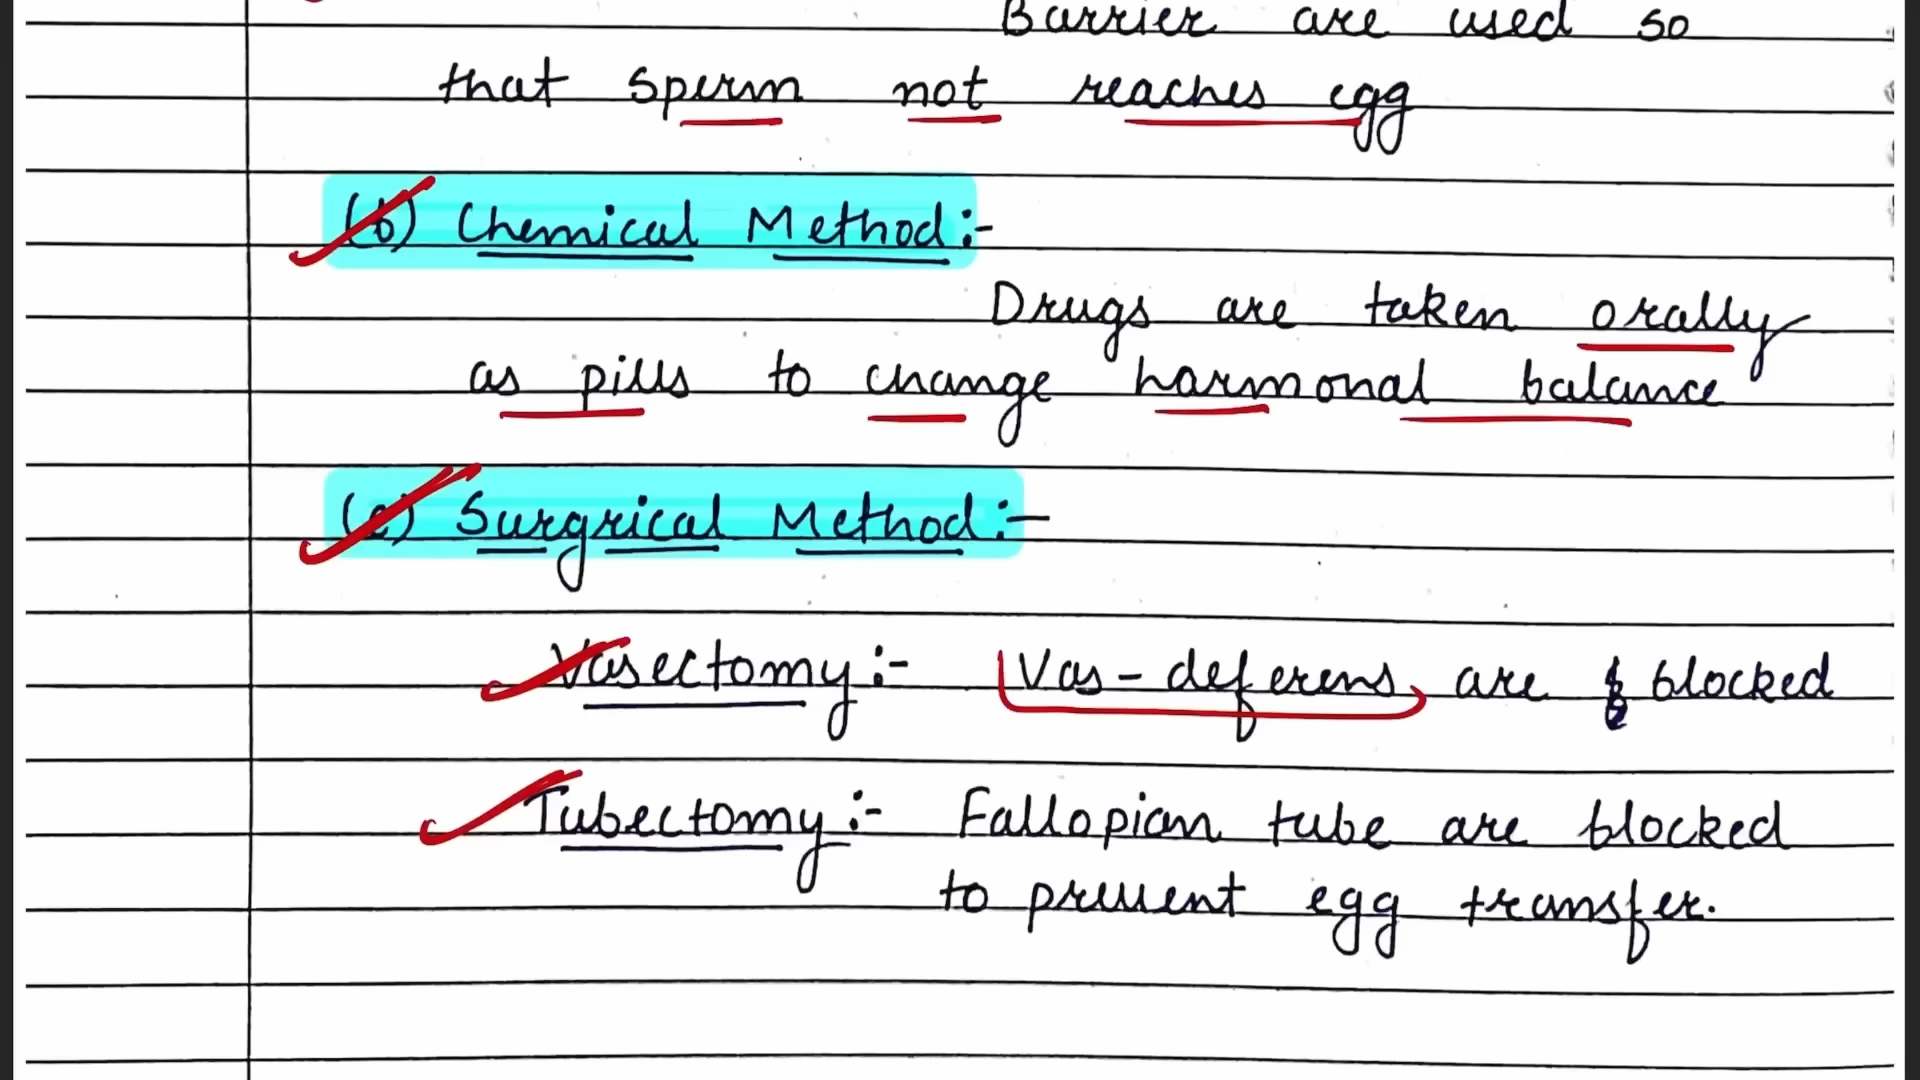 Barrier are used so
that sperm not reaches egg
(b) Chemical Method:-
Drugs are taken orally
as pills to change harmonal balance
(c) Surgrical Method:-
Vasectomy:- Vas-deferens are blocked
Tubectomy:- Fallopian tube are blocked
to prevent egg transfer.